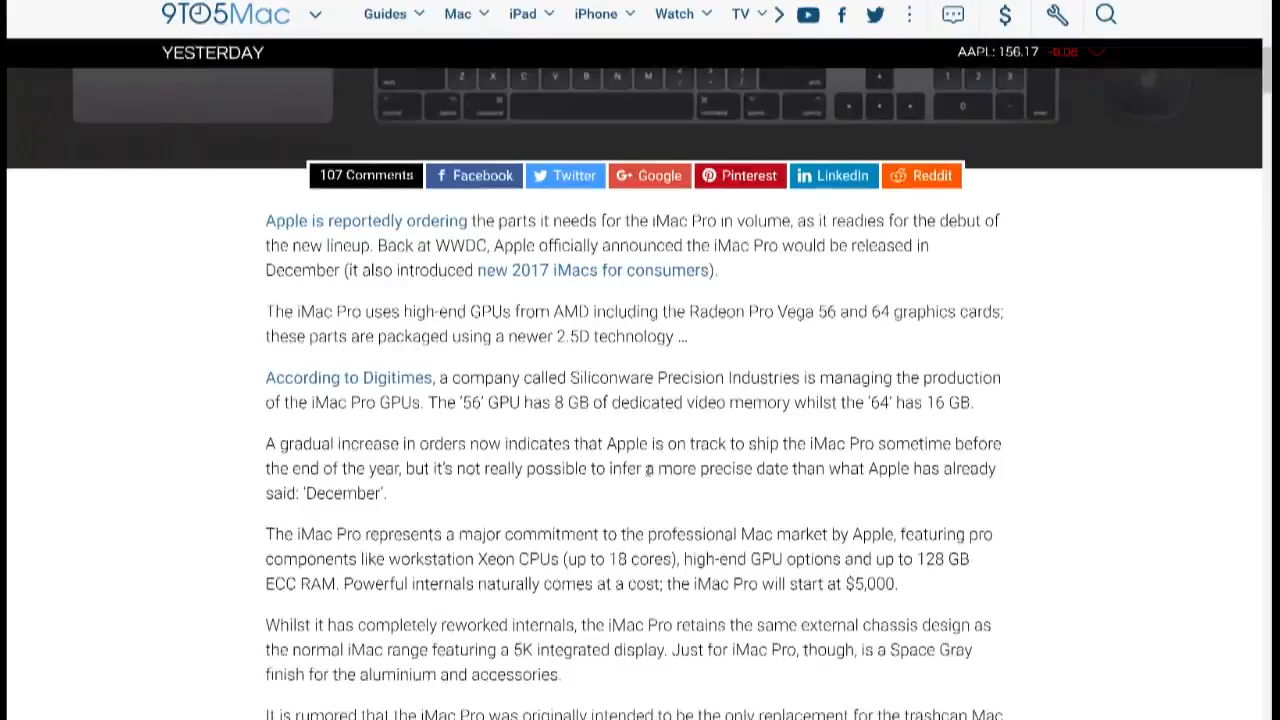 9TO5Mac Guides Mac iPad iPhone Watch TV $
YESTERDAY AAPL: 156.17 -0.06
Z X C V B N M 1 2 3
0
107 Comments Facebook Twitter Google Pinterest LinkedIn Reddit
Apple is reportedly ordering the parts it needs for the iMac Pro in volume, as it readies for the debut of
the new lineup. Back at WWDC, Apple officially announced the iMac Pro would be released in
December (it also introduced new 2017 iMacs for consumers).
The iMac Pro uses high-end GPUs from AMD including the Radeon Pro Vega 56 and 64 graphics cards;
these parts are packaged using a newer 2.5D technology ...
According to Digitimes, a company called Siliconware Precision Industries is managing the production
of the iMac Pro GPUs. The '56' GPU has 8 GB of dedicated video memory whilst the '64' has 16 GB.
A gradual increase in orders now indicates that Apple is on track to ship the iMac Pro sometime before
the end of the year, but it's not really possible to infer a more precise date than what Apple has already
said: 'December'.
The iMac Pro represents a major commitment to the professional Mac market by Apple, featuring pro
components like workstation Xeon CPUs (up to 18 cores), high-end GPU options and up to 128 GB
ECC RAM. Powerful internals naturally comes at a cost; the iMac Pro will start at $5,000.
Whilst it has completely reworked internals, the iMac Pro retains the same external chassis design as
the normal iMac range featuring a 5K integrated display. Just for iMac Pro, though, is a Space Gray
finish for the aluminium and accessories.
It is rumored that the iMac Pro was originally intended to be the only replacement for the trashcan Mac